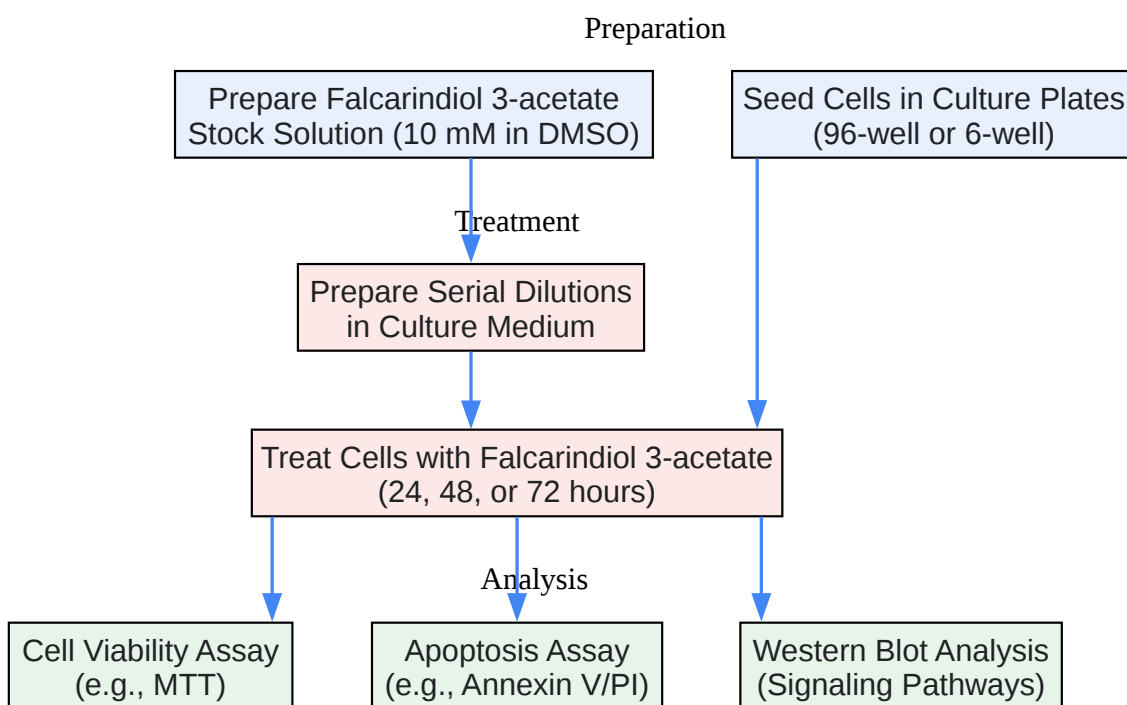 Preparation
Prepare Falcarindiol 3-acetate
Stock Solution (10 mM in DMSO)
Seed Cells in Culture Plates
(96-well or 6-well)
Treatment
Prepare Serial Dilutions
in Culture Medium
Treat Cells with Falcarindiol 3-acetate
(24, 48, or 72 hours)
Analysis
Cell Viability Assay
(e.g., MTT)
Apoptosis Assay
(e.g., Annexin V/PI)
Western Blot Analysis
(Signaling Pathways)